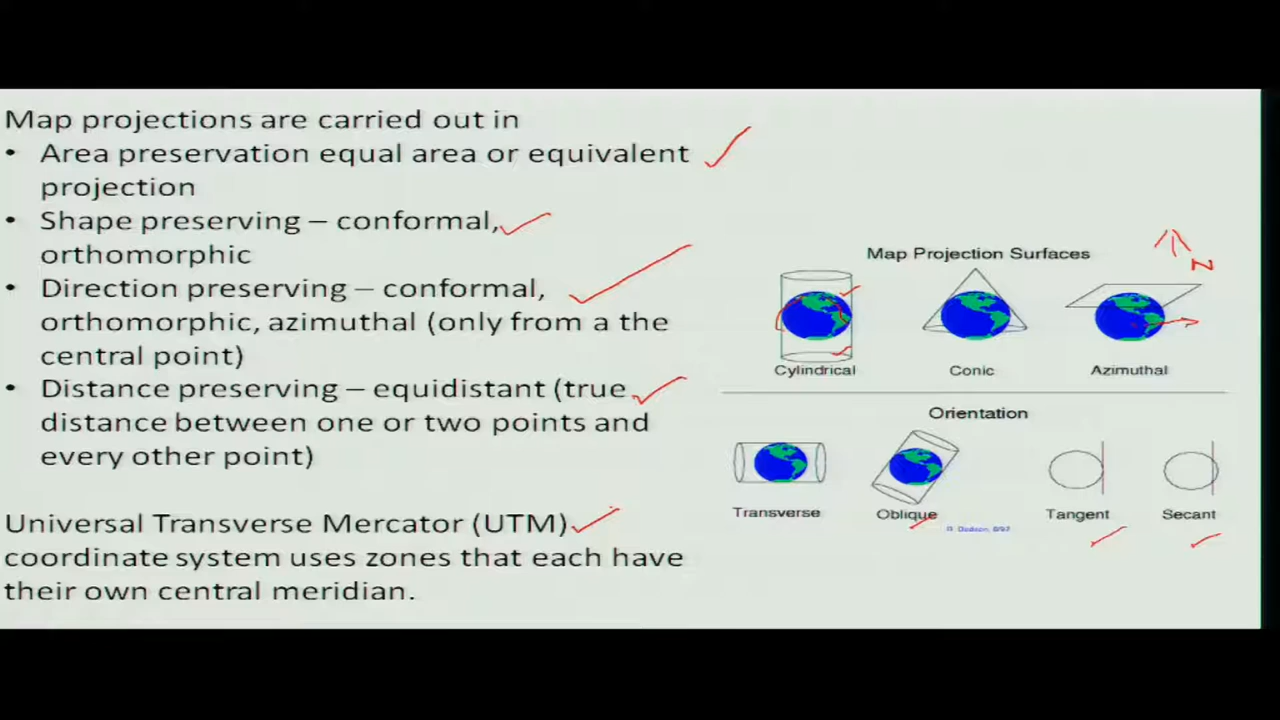 Map projections are carried out in
• Area preservation equal area or equivalent
projection
• Shape preserving – conformal,
orthomorphic
• Direction preserving – conformal,
orthomorphic, azimuthal (only from a the
central point)
• Distance preserving – equidistant (true
distance between one or two points and
every other point)
Universal Transverse Mercator (UTM)
coordinate system uses zones that each have
their own central meridian.
N
Map Projection Surfaces
Cylindrical Conic Azimuthal
Orientation
Transverse Oblique Tangent Secant